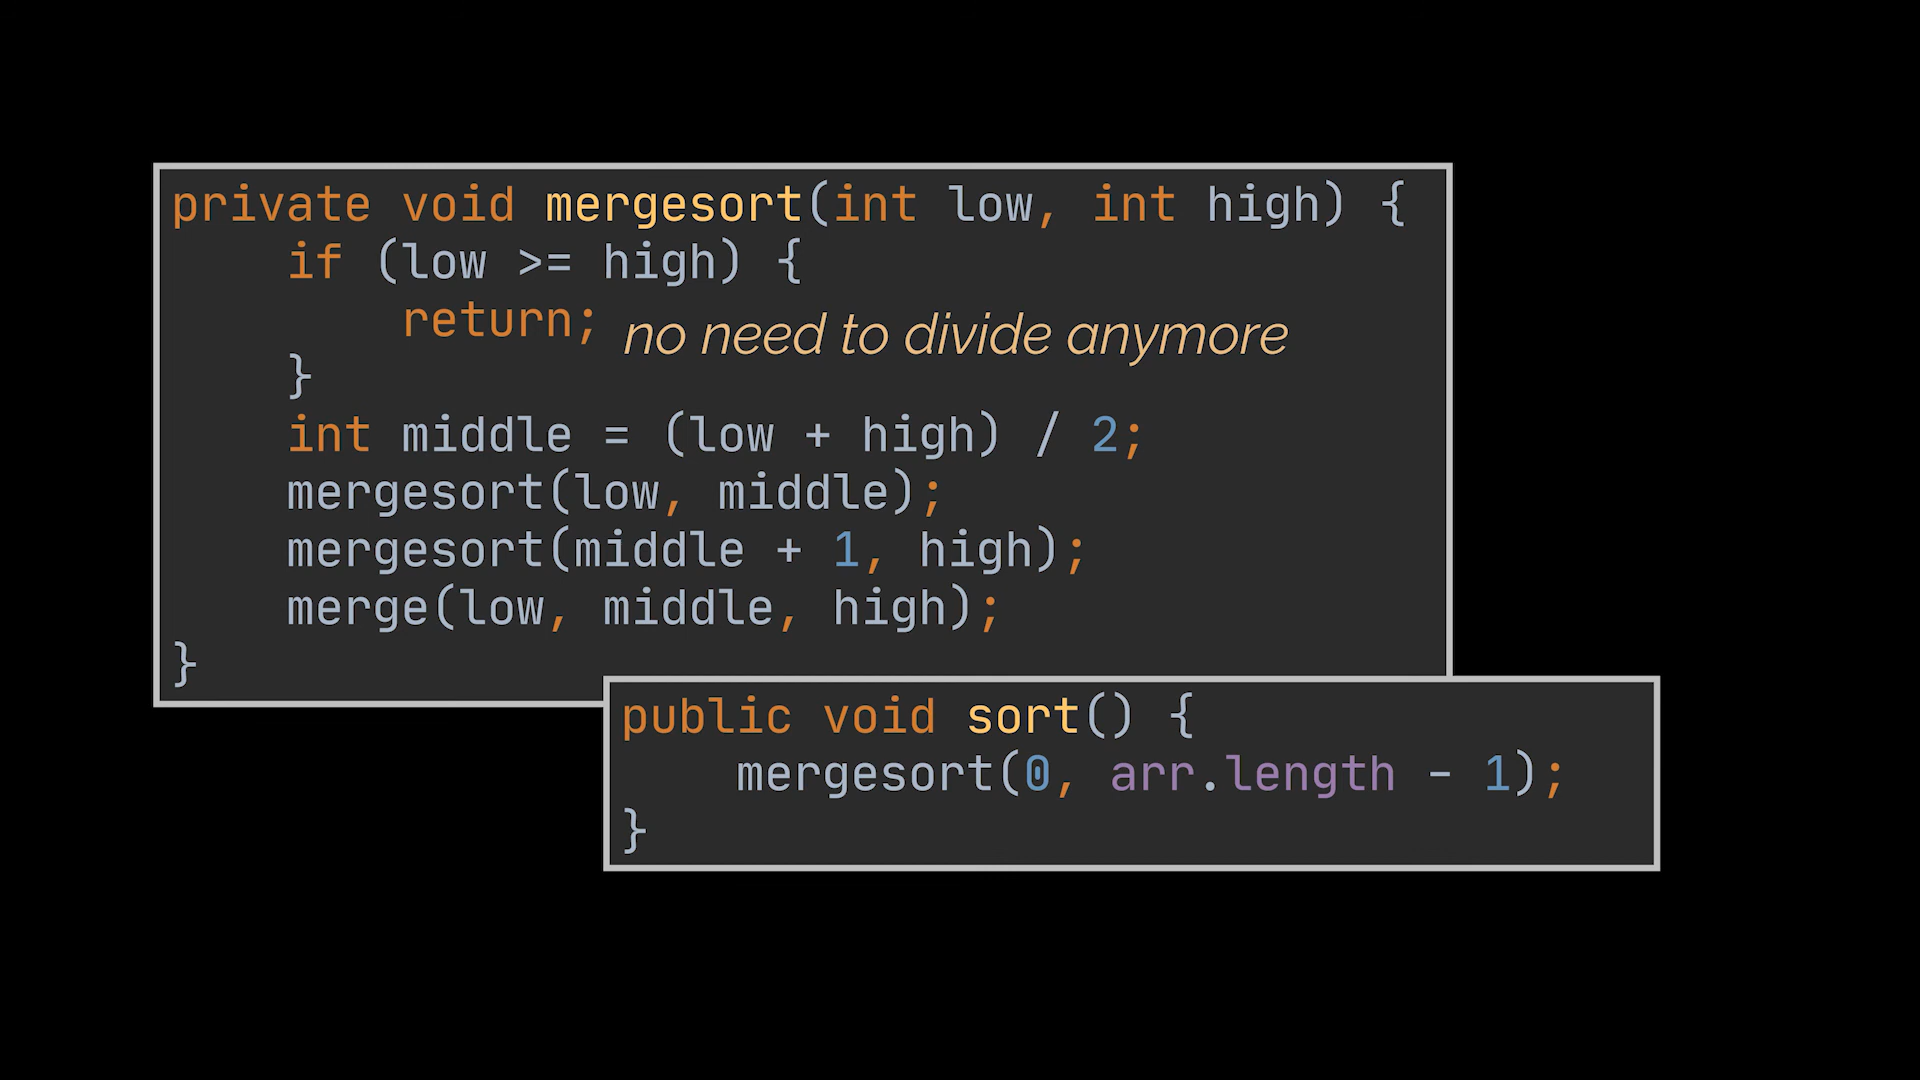 private void mergesort(int low, int high) {
    if (low >= high) {
        return; no need to divide anymore
    }
    int middle = (low + high) / 2;
    mergesort(low, middle);
    mergesort(middle + 1, high);
    merge(low, middle, high);
}
public void sort() {
    mergesort(0, arr.length - 1);
}